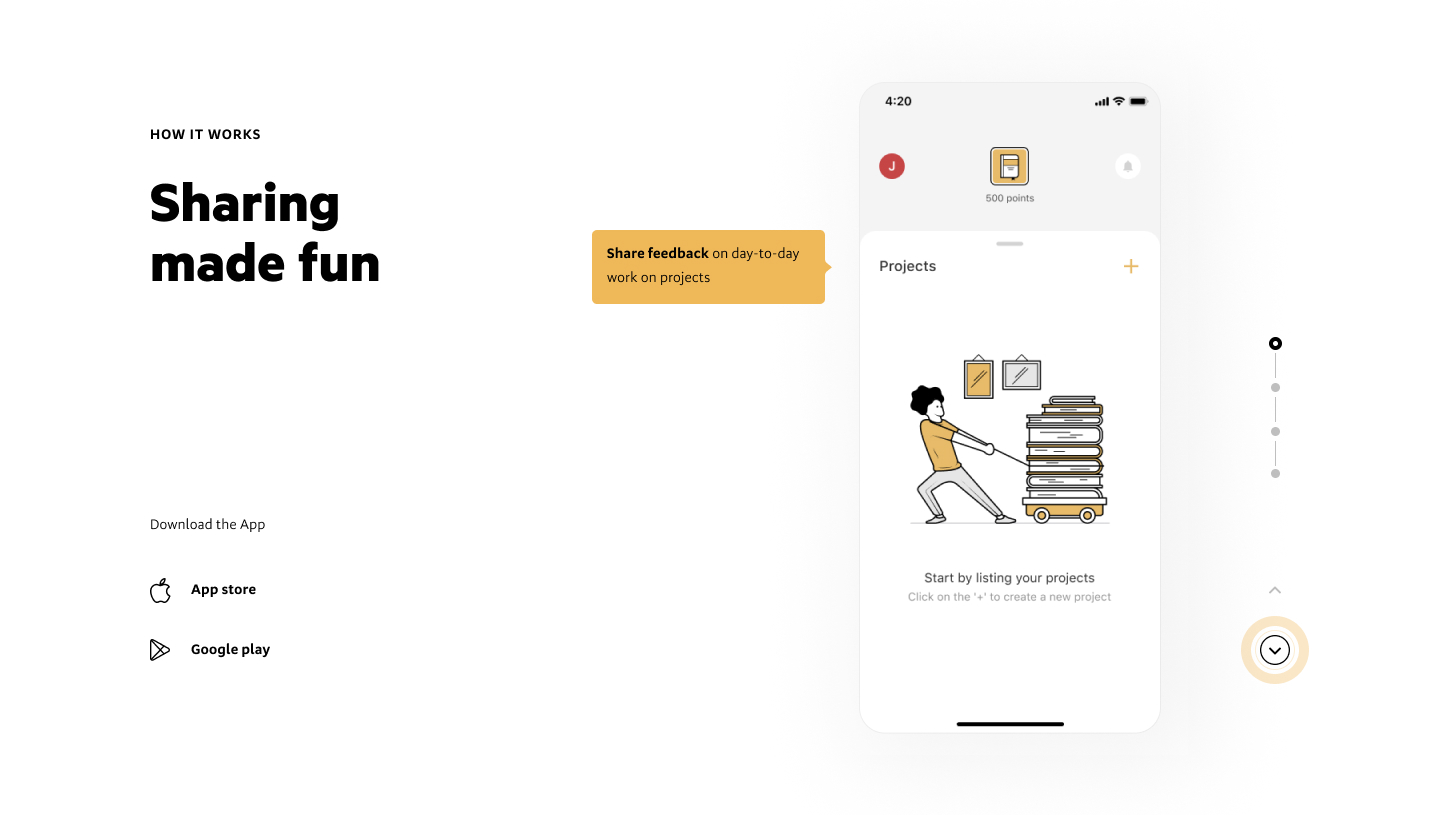 HOW IT WORKS
Sharing
made fun
Download the App
App store
Google play
Share feedback on day-to-day
work on projects
4:20
J
500 points
Projects
Start by listing your projects
Click on the '+' to create a new project